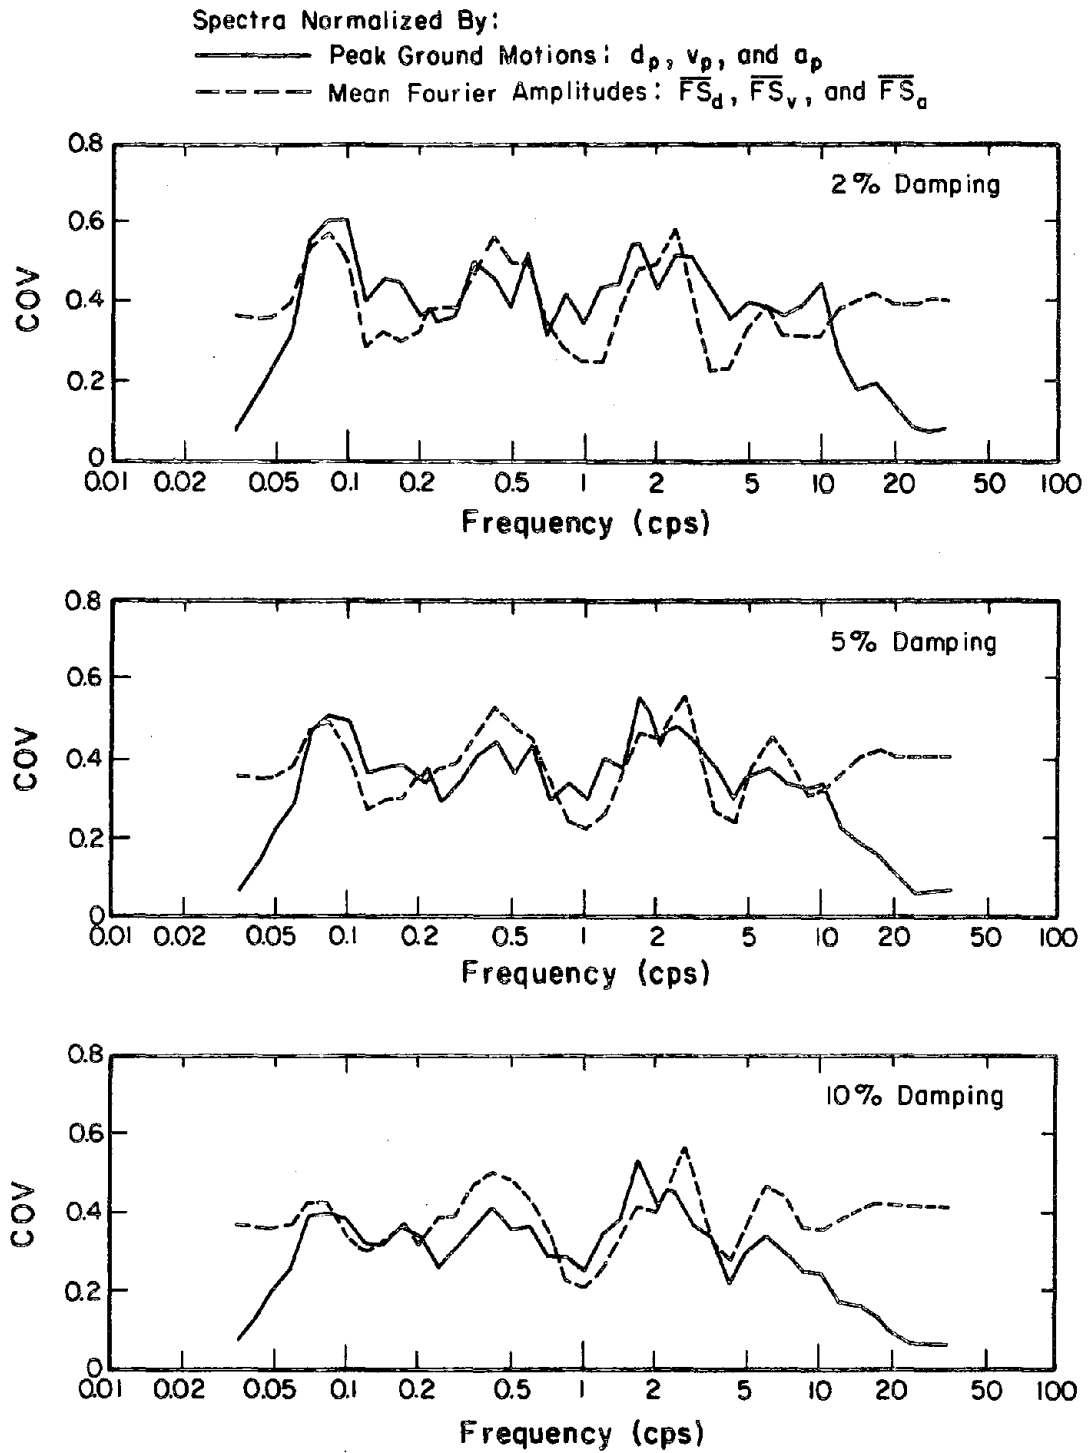 Spectra Normalized By:
Peak Ground Motions: dp, vp, and ap
Mean Fourier Amplitudes: F̅S̅d, F̅S̅v, and F̅S̅a
0.8
0.6
0.4
0.2
0
COV
2% Damping
0.01 0.02 0.05 0.1 0.2 0.5 1 2 5 10 20 50 100
Frequency (cps)
0.8
0.6
0.4
0.2
0
COV
5% Damping
0.01 0.02 0.05 0.1 0.2 0.5 1 2 5 10 20 50 100
Frequency (cps)
0.8
0.6
0.4
0.2
0
COV
10% Damping
0.01 0.02 0.05 0.1 0.2 0.5 1 2 5 10 20 50 100
Frequency (cps)